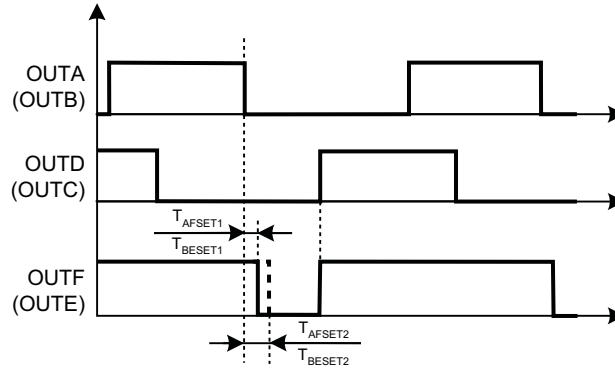 OUTA
(OUTB)
OUTD
(OUTC)
TAFSET1
TBESET1
OUTF
(OUTE)
TAFSET2
TBESET2